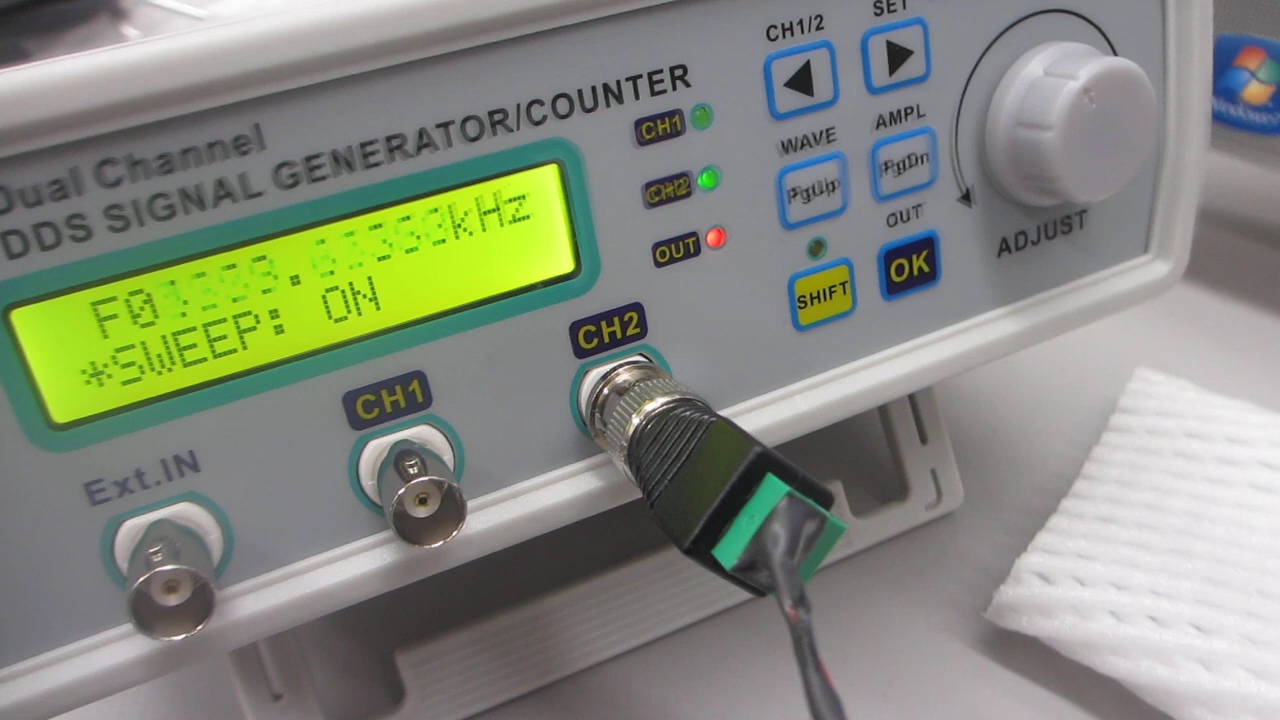 Dual Channel
DDS SIGNAL GENERATOR/COUNTER
kHz
*SWEEP: ON
CH1
CH2
OUT
CH1/2
SET
WAVE
PgUp
AMPL
PgDn
SHIFT
OUT
OK
ADJUST
Ext.IN
CH1
CH2